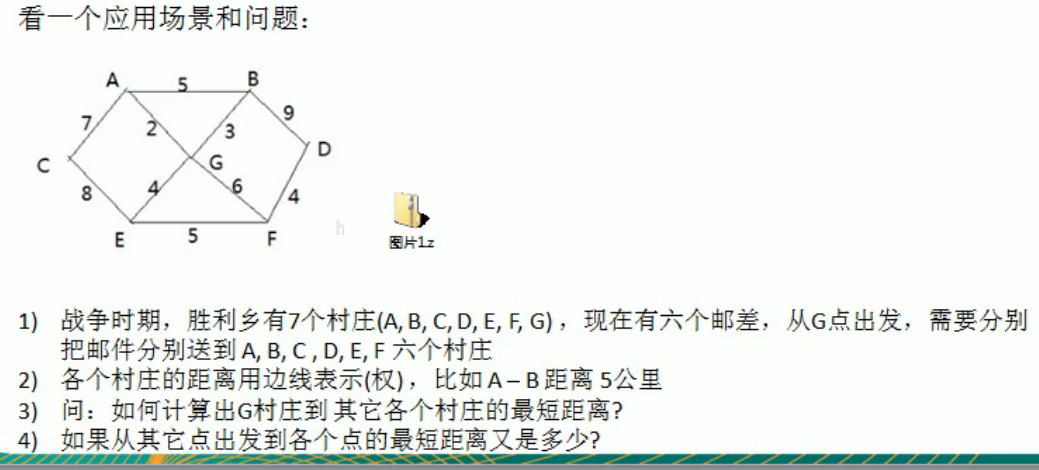 看一个应用场景和问题：
A
5
B
7
2
3
9
C
G
D
8
4
6
4
E
5
F
h
图片1.z
1) 战争时期，胜利乡有7个村庄(A, B, C, D, E, F, G) ，现在有六个邮差，从G点出发，需要分别
把邮件分别送到 A, B, C , D, E, F 六个村庄
2) 各个村庄的距离用边线表示(权) ，比如 A – B 距离 5公里
3) 问：如何计算出G村庄到 其它各个村庄的最短距离?
4) 如果从其它点出发到各个点的最短距离又是多少?